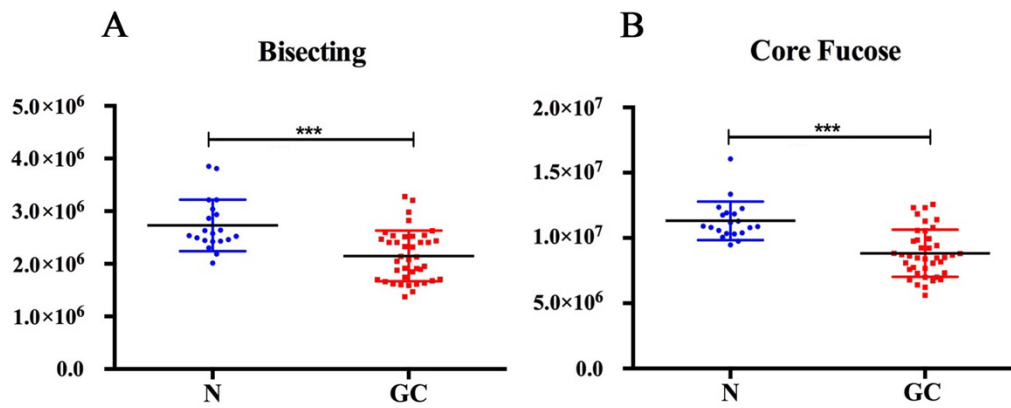 A
Bisecting
5.0×10⁶
4.0×10⁶
3.0×10⁶
2.0×10⁶
1.0×10⁶
0.0
***
N GC
B
Core Fucose
2.0×10⁷
1.5×10⁷
1.0×10⁷
5.0×10⁶
0.0
***
N GC